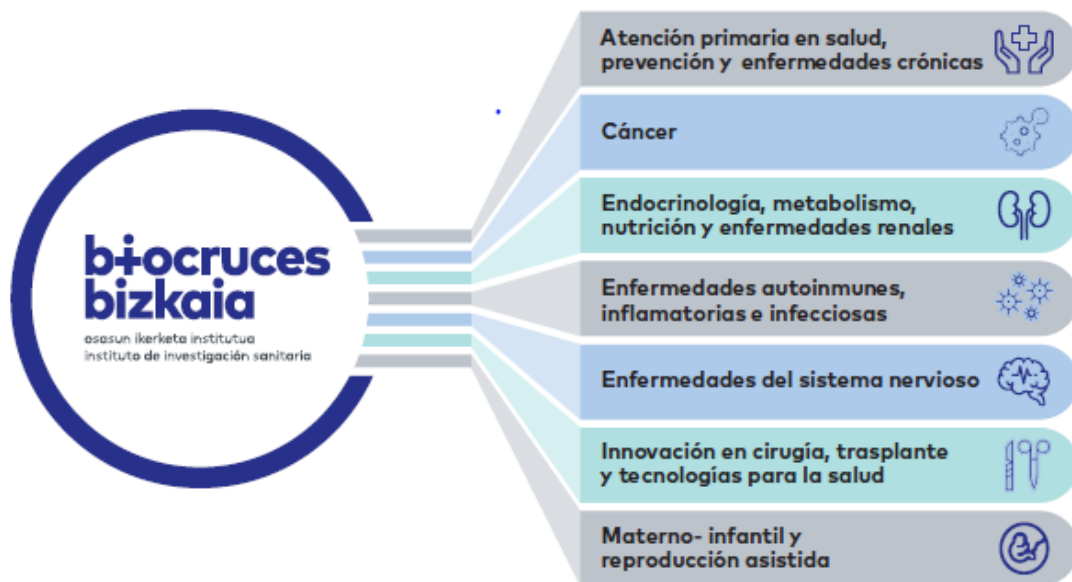 biocruces
bizkaia
osasun ikerketa institutua
instituto de investigación sanitaria
Atención primaria en salud,
prevención y enfermedades crónicas
Cáncer
Endocrinología, metabolismo,
nutrición y enfermedades renales
Enfermedades autoinmunes,
inflamatorias e infecciosas
Enfermedades del sistema nervioso
Innovación en cirugía, trasplante
y tecnologías para la salud
Materno- infantil y
reproducción asistida